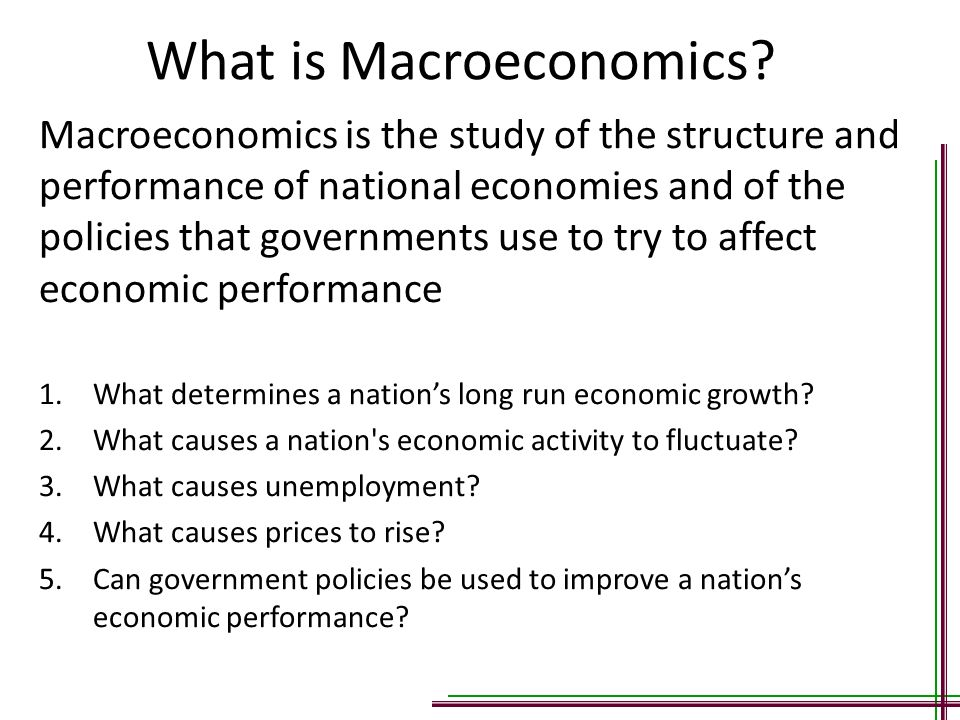 What is Macroeconomics?
Macroeconomics is the study of the structure and
performance of national economies and of the
policies that governments use to try to affect
economic performance
1. What determines a nation’s long run economic growth?
2. What causes a nation's economic activity to fluctuate?
3. What causes unemployment?
4. What causes prices to rise?
5. Can government policies be used to improve a nation’s
economic performance?